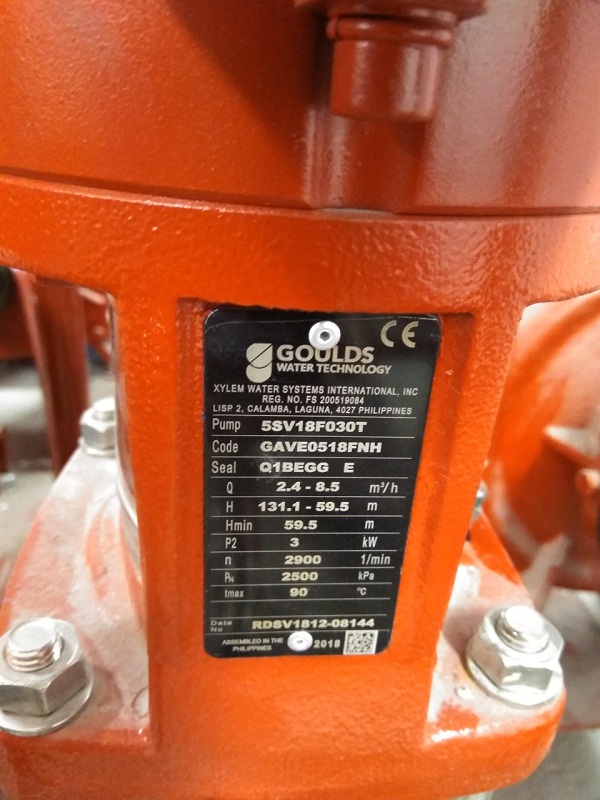 CE
GOULDS
WATER TECHNOLOGY
XYLEM WATER SYSTEMS INTERNATIONAL, INC
REG. NO. FS 200519084
LISP 2, CALAMBA, LAGUNA, 4027 PHILIPPINES
Pump 5SV18F030T
Code GAVE0518FNH
Seal Q1BEGG E
Q 2.4 - 8.5 m³/h
H 131.1 - 59.5 m
Hmin 59.5 m
P2 3 kW
n 2900 1/min
PN 2500 kPa
tmax 90 °C
Date
No RDSV1812-08144
ASSEMBLED IN THE
PHILIPPINES 2018